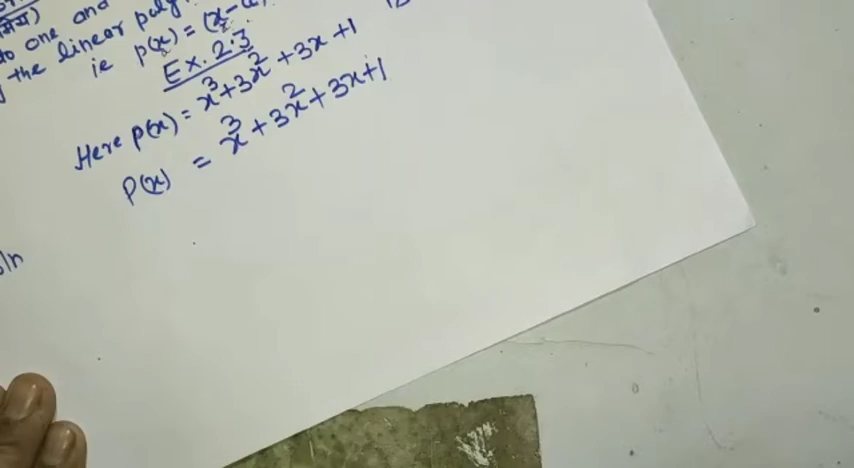 to one and
the linear poly
ie p(x) = (x-a
Ex. 2.3
Here p(x) = x³+3x²+3x+1
P(x) = x³+3x²+3x+1